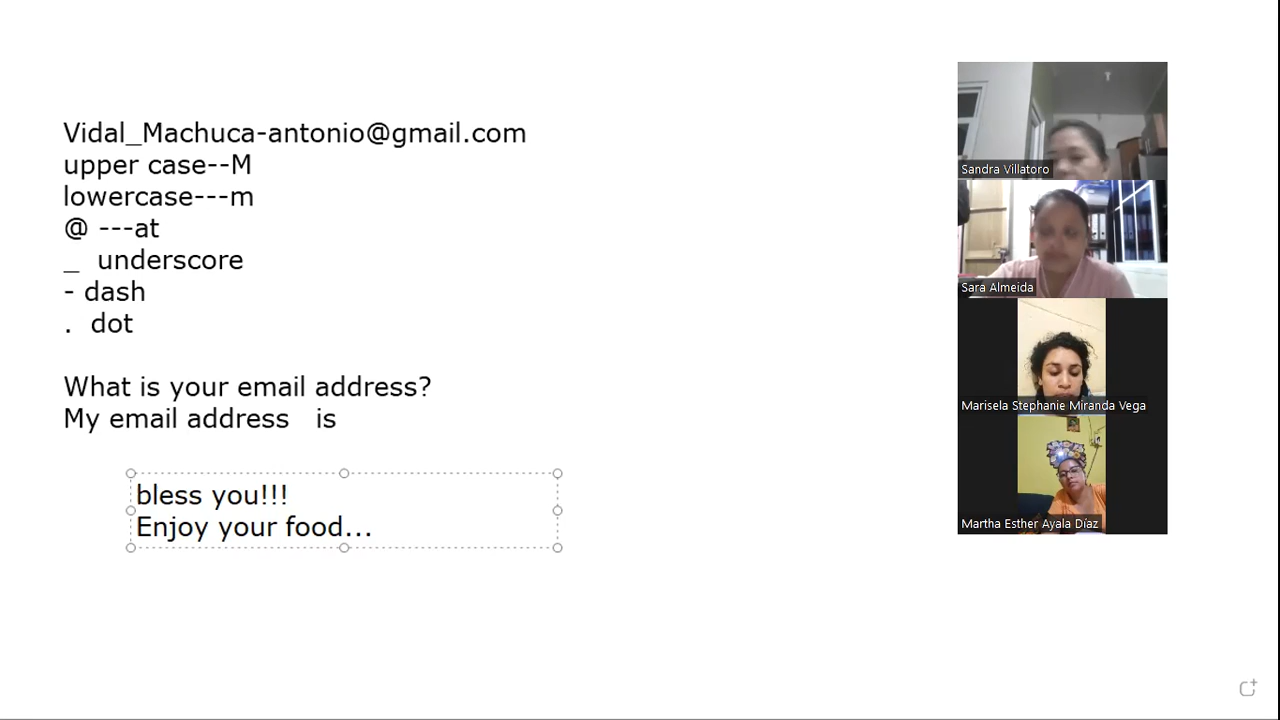 Vidal_Machuca-antonio@gmail.com
upper case--M
lowercase---m
@ ---at
_  underscore
- dash
.  dot
What is your email address?
My email address   is
bless you!!!
Enjoy your food...
Sandra Villatoro
Sara Almeida
Marisela Stephanie Miranda Vega
Martha Esther Ayala Díaz